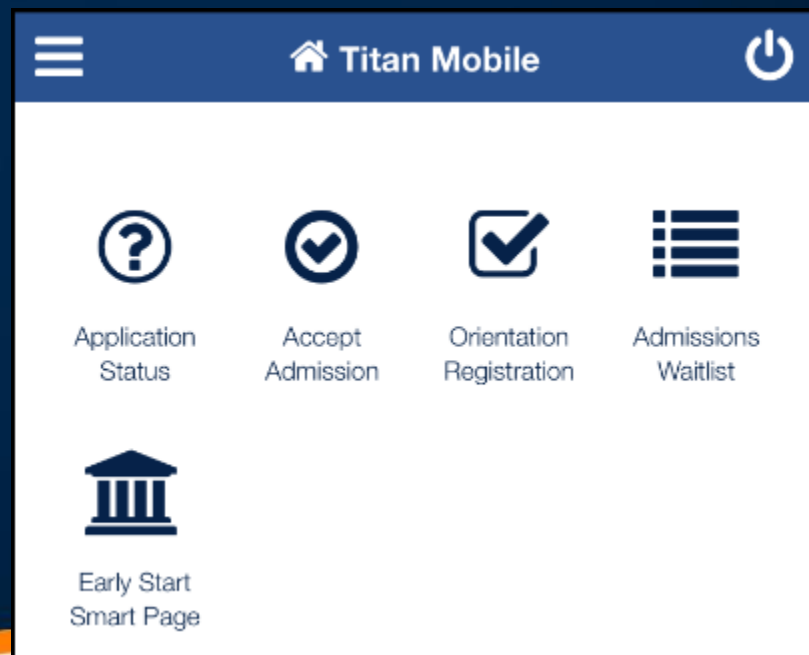 Titan Mobile
Application
Status
Accept
Admission
Orientation
Registration
Admissions
Waitlist
Early Start
Smart Page